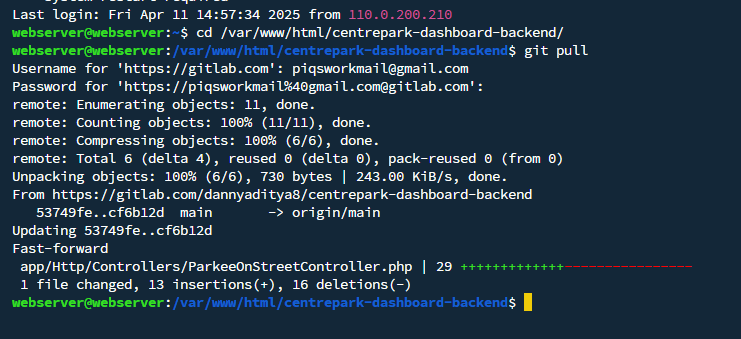 Last login: Fri Apr 11 14:57:34 2025 from 110.0.200.210
webserver@webserver:~$ cd /var/www/html/centrepark-dashboard-backend/
webserver@webserver:/var/www/html/centrepark-dashboard-backend$ git pull
Username for 'https://gitlab.com': piqsworkmail@gmail.com
Password for 'https://piqsworkmail%40gmail.com@gitlab.com':
remote: Enumerating objects: 11, done.
remote: Counting objects: 100% (11/11), done.
remote: Compressing objects: 100% (6/6), done.
remote: Total 6 (delta 4), reused 0 (delta 0), pack-reused 0 (from 0)
Unpacking objects: 100% (6/6), 730 bytes | 243.00 KiB/s, done.
From https://gitlab.com/dannyaditya8/centrepark-dashboard-backend
   53749fe..cf6b12d  main       -> origin/main
Updating 53749fe..cf6b12d
Fast-forward
 app/Http/Controllers/ParkeeOnStreetController.php | 29 +++++++++++++----------------
 1 file changed, 13 insertions(+), 16 deletions(-)
webserver@webserver:/var/www/html/centrepark-dashboard-backend$